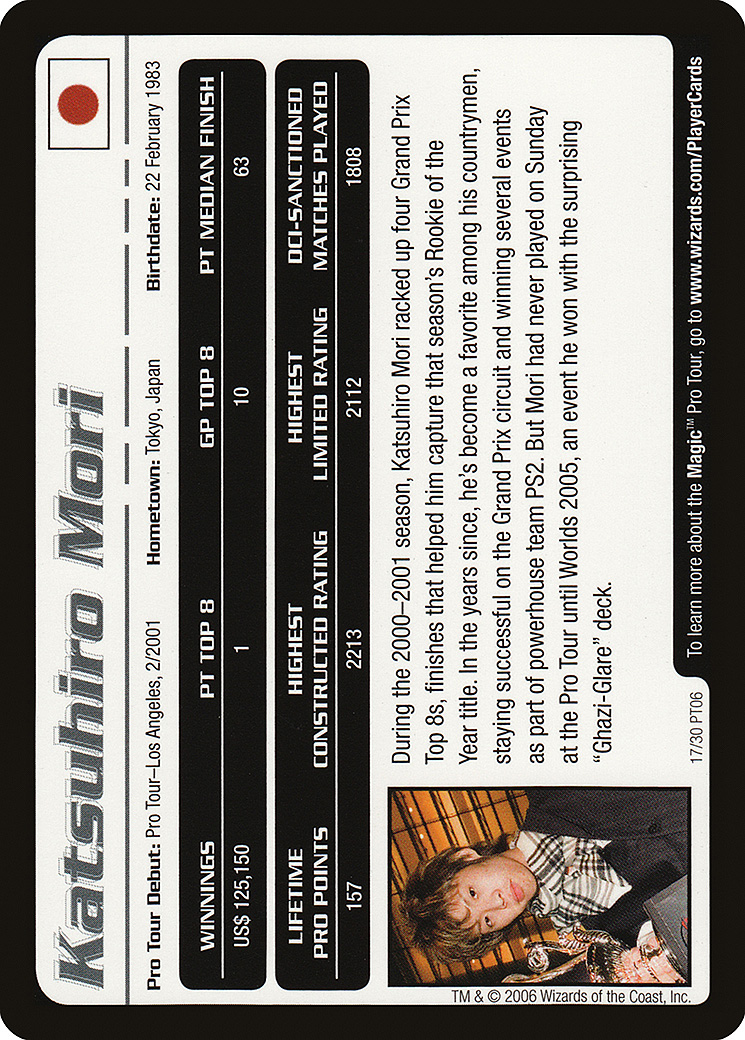 Katsuhiro Mori
Pro Tour Debut: Pro Tour–Los Angeles, 2/2001 Hometown: Tokyo, Japan Birthdate: 22 February 1983
WINNINGS PT TOP 8 GP TOP 8 PT MEDIAN FINISH
US$ 125,150 1 10 63
LIFETIME HIGHEST HIGHEST DCI-SANCTIONED
PRO POINTS CONSTRUCTED RATING LIMITED RATING MATCHES PLAYED
157 2213 2112 1808
During the 2000–2001 season, Katsuhiro Mori racked up four Grand Prix
Top 8s, finishes that helped him capture that season's Rookie of the
Year title. In the years since, he's become a favorite among his countrymen,
staying successful on the Grand Prix circuit and winning several events
as part of powerhouse team PS2. But Mori had never played on Sunday
at the Pro Tour until Worlds 2005, an event he won with the surprising
“Ghazi-Glare” deck.
TM & © 2006 Wizards of the Coast, Inc.
17/30 PT06
To learn more about the Magic™ Pro Tour, go to www.wizards.com/PlayerCards